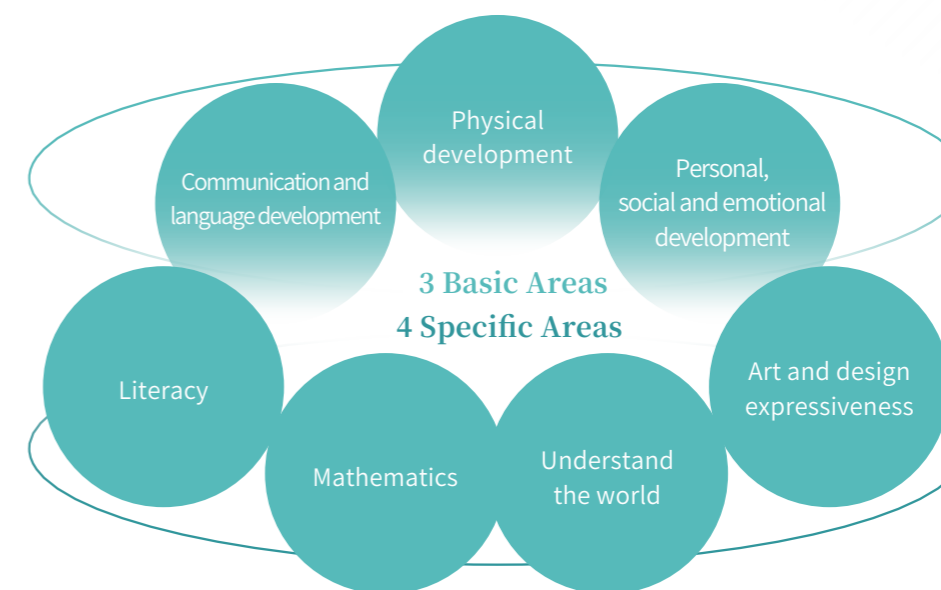 Physical
development
Communication and
language development
Personal,
social and emotional
development
3 Basic Areas
4 Specific Areas
Literacy
Mathematics
Understand
the world
Art and design
expressiveness